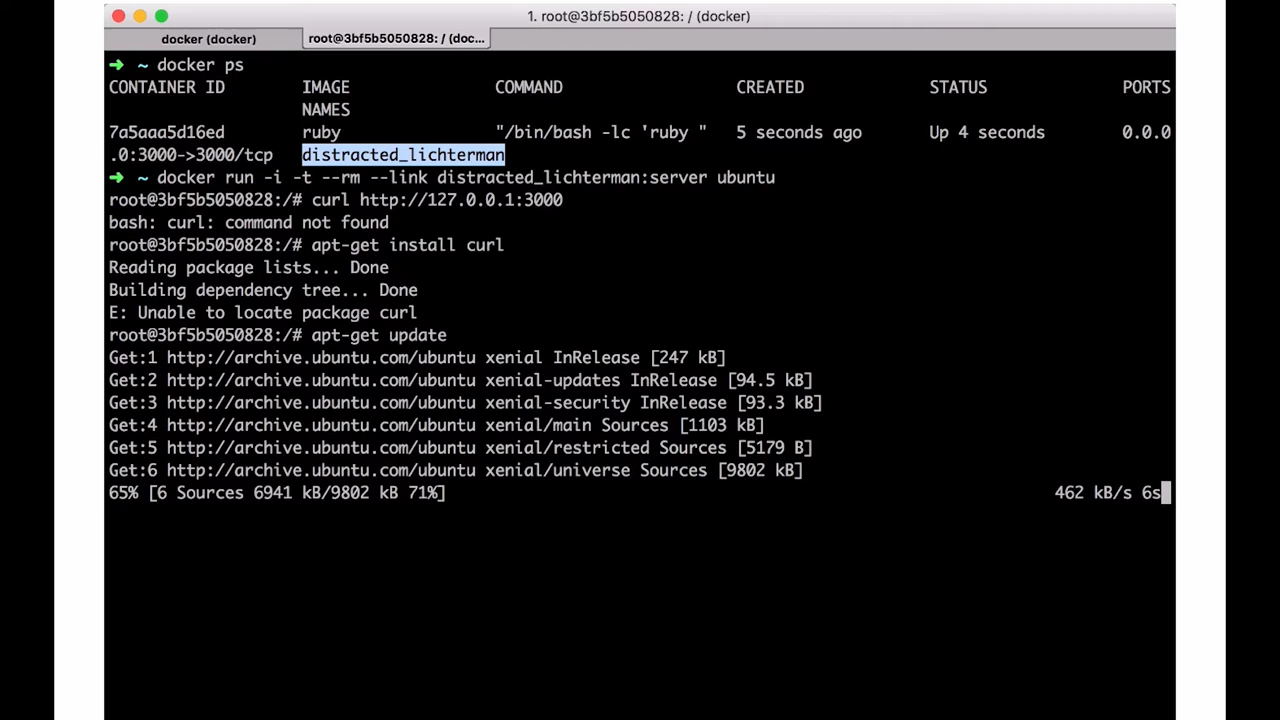 1. root@3bf5b5050828: / (docker)
docker (docker) root@3bf5b5050828: / (doc...
➜ ~ docker ps
CONTAINER ID IMAGE COMMAND CREATED STATUS PORTS
NAMES
7a5aaa5d16ed ruby "/bin/bash -lc 'ruby " 5 seconds ago Up 4 seconds 0.0.0
.0:3000->3000/tcp distracted_lichterman
➜ ~ docker run -i -t --rm --link distracted_lichterman:server ubuntu
root@3bf5b5050828:/# curl http://127.0.0.1:3000
bash: curl: command not found
root@3bf5b5050828:/# apt-get install curl
Reading package lists... Done
Building dependency tree... Done
E: Unable to locate package curl
root@3bf5b5050828:/# apt-get update
Get:1 http://archive.ubuntu.com/ubuntu xenial InRelease [247 kB]
Get:2 http://archive.ubuntu.com/ubuntu xenial-updates InRelease [94.5 kB]
Get:3 http://archive.ubuntu.com/ubuntu xenial-security InRelease [93.3 kB]
Get:4 http://archive.ubuntu.com/ubuntu xenial/main Sources [1103 kB]
Get:5 http://archive.ubuntu.com/ubuntu xenial/restricted Sources [5179 B]
Get:6 http://archive.ubuntu.com/ubuntu xenial/universe Sources [9802 kB]
65% [6 Sources 6941 kB/9802 kB 71%] 462 kB/s 6s